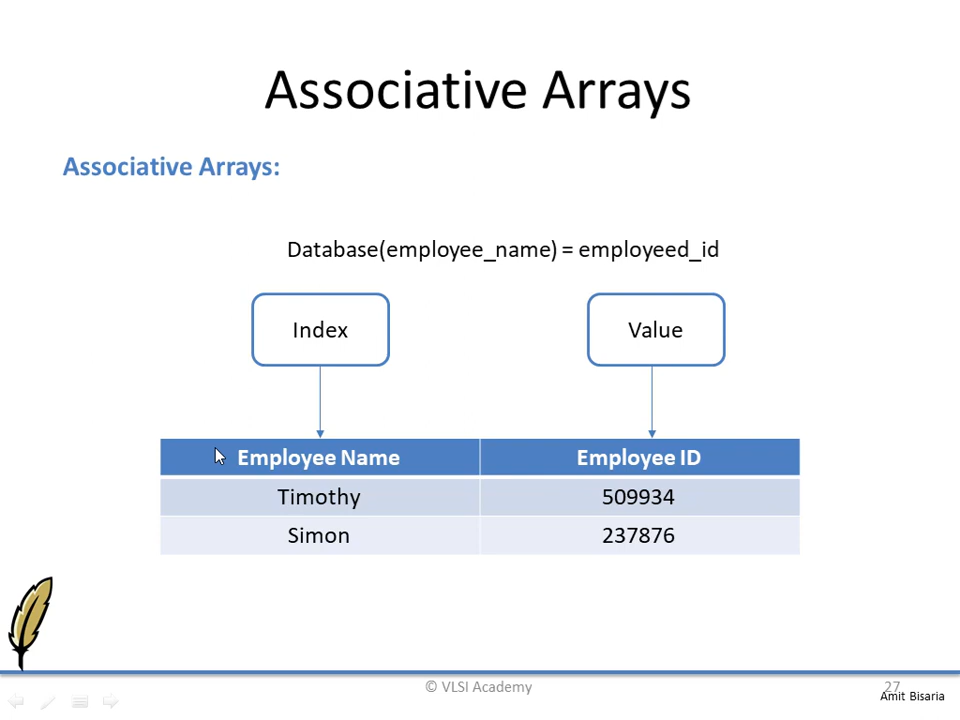 Associative Arrays
Associative Arrays:
Database(employee_name) = employeed_id
Index Value
Employee Name Employee ID
Timothy 509934
Simon 237876
© VLSI Academy 27
Amit Bisaria